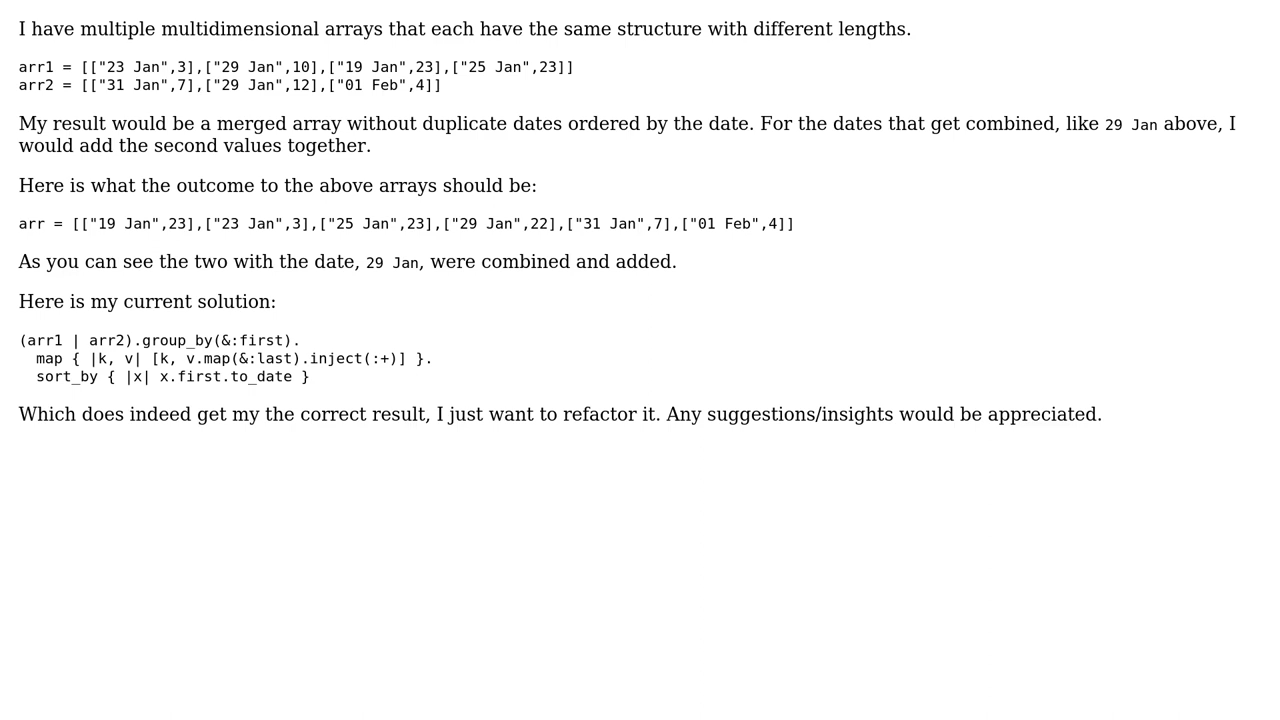 I have multiple multidimensional arrays that each have the same structure with different lengths.
arr1 = [["23 Jan",3],["29 Jan",10],["19 Jan",23],["25 Jan",23]]
arr2 = [["31 Jan",7],["29 Jan",12],["01 Feb",4]]
My result would be a merged array without duplicate dates ordered by the date. For the dates that get combined, like 29 Jan above, I
would add the second values together.
Here is what the outcome to the above arrays should be:
arr = [["19 Jan",23],["23 Jan",3],["25 Jan",23],["29 Jan",22],["31 Jan",7],["01 Feb",4]]
As you can see the two with the date, 29 Jan, were combined and added.
Here is my current solution:
(arr1 | arr2).group_by(&:first).
  map { |k, v| [k, v.map(&:last).inject(:+)] }.
  sort_by { |x| x.first.to_date }
Which does indeed get my the correct result, I just want to refactor it. Any suggestions/insights would be appreciated.